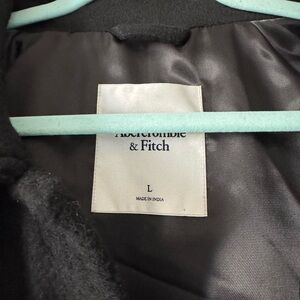 Abercrombie
& Fitch
L
MADE IN INDIA